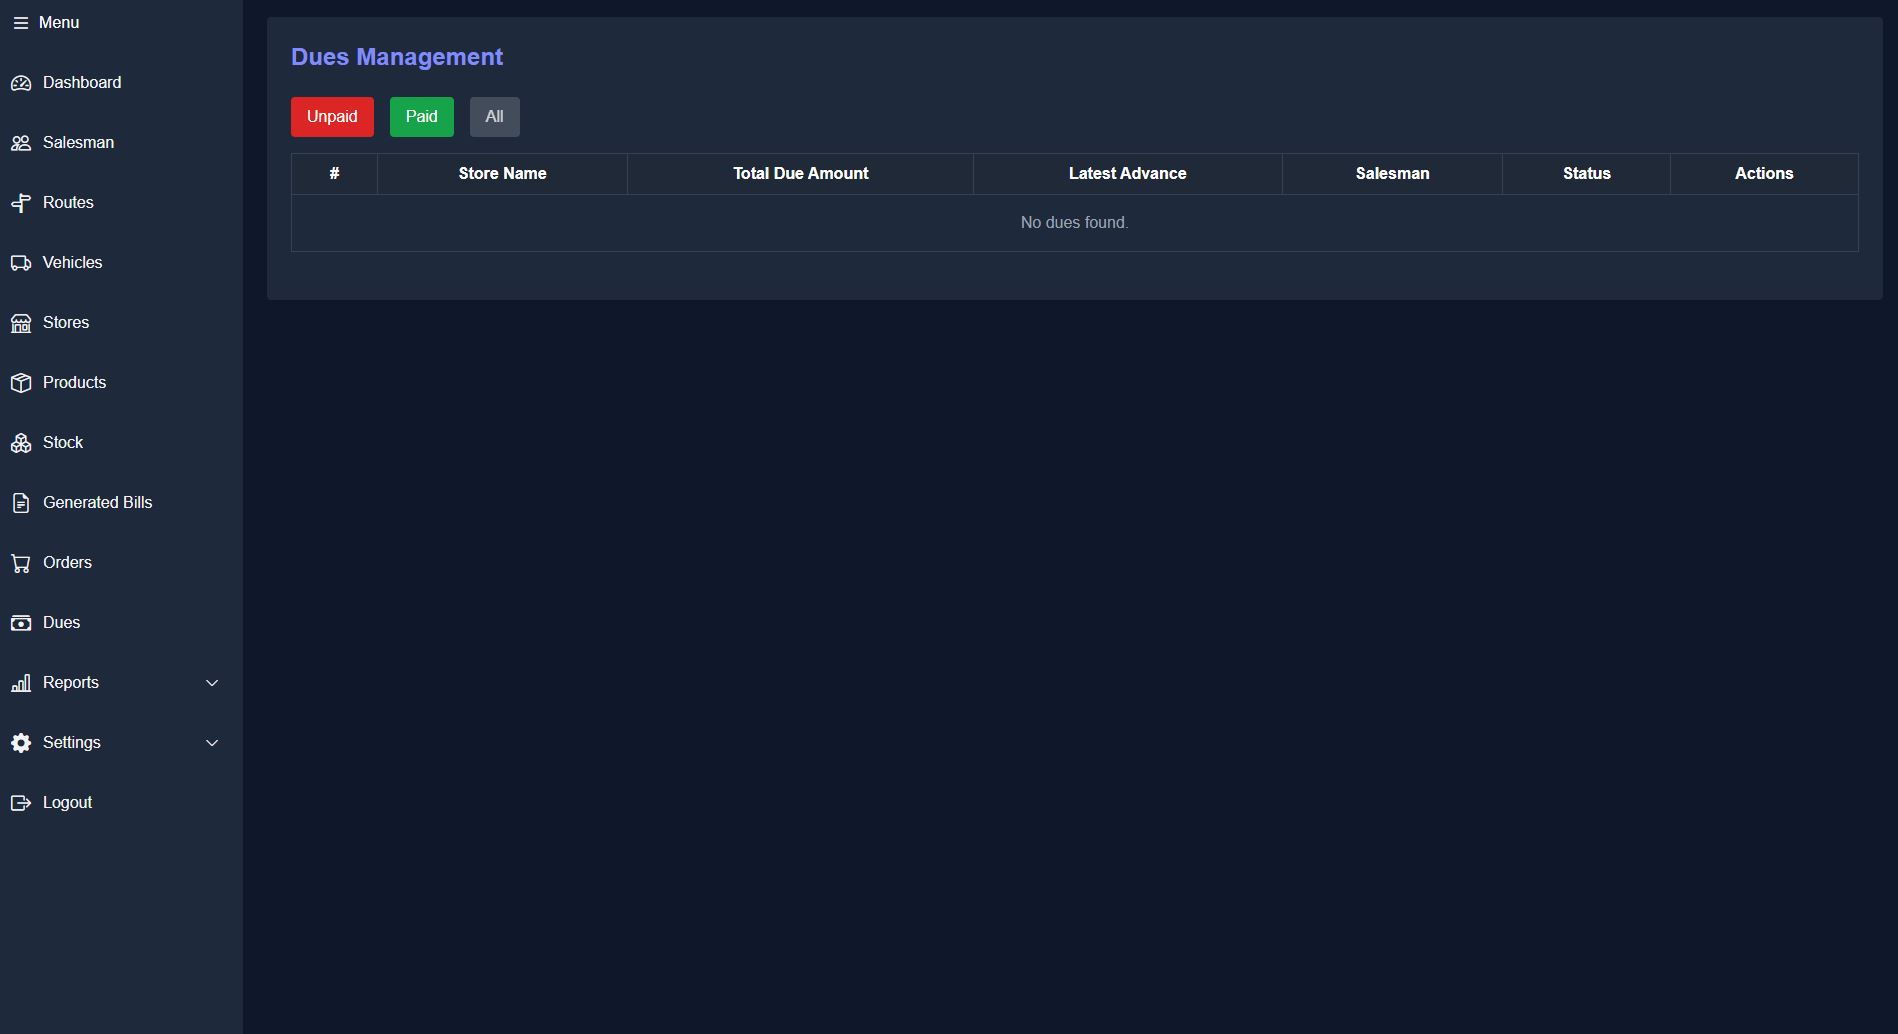 Menu
Dashboard
Salesman
Routes
Vehicles
Stores
Products
Stock
Generated Bills
Orders
Dues
Reports
Settings
Logout
Dues Management
Unpaid Paid All
# Store Name Total Due Amount Latest Advance Salesman Status Actions
No dues found.